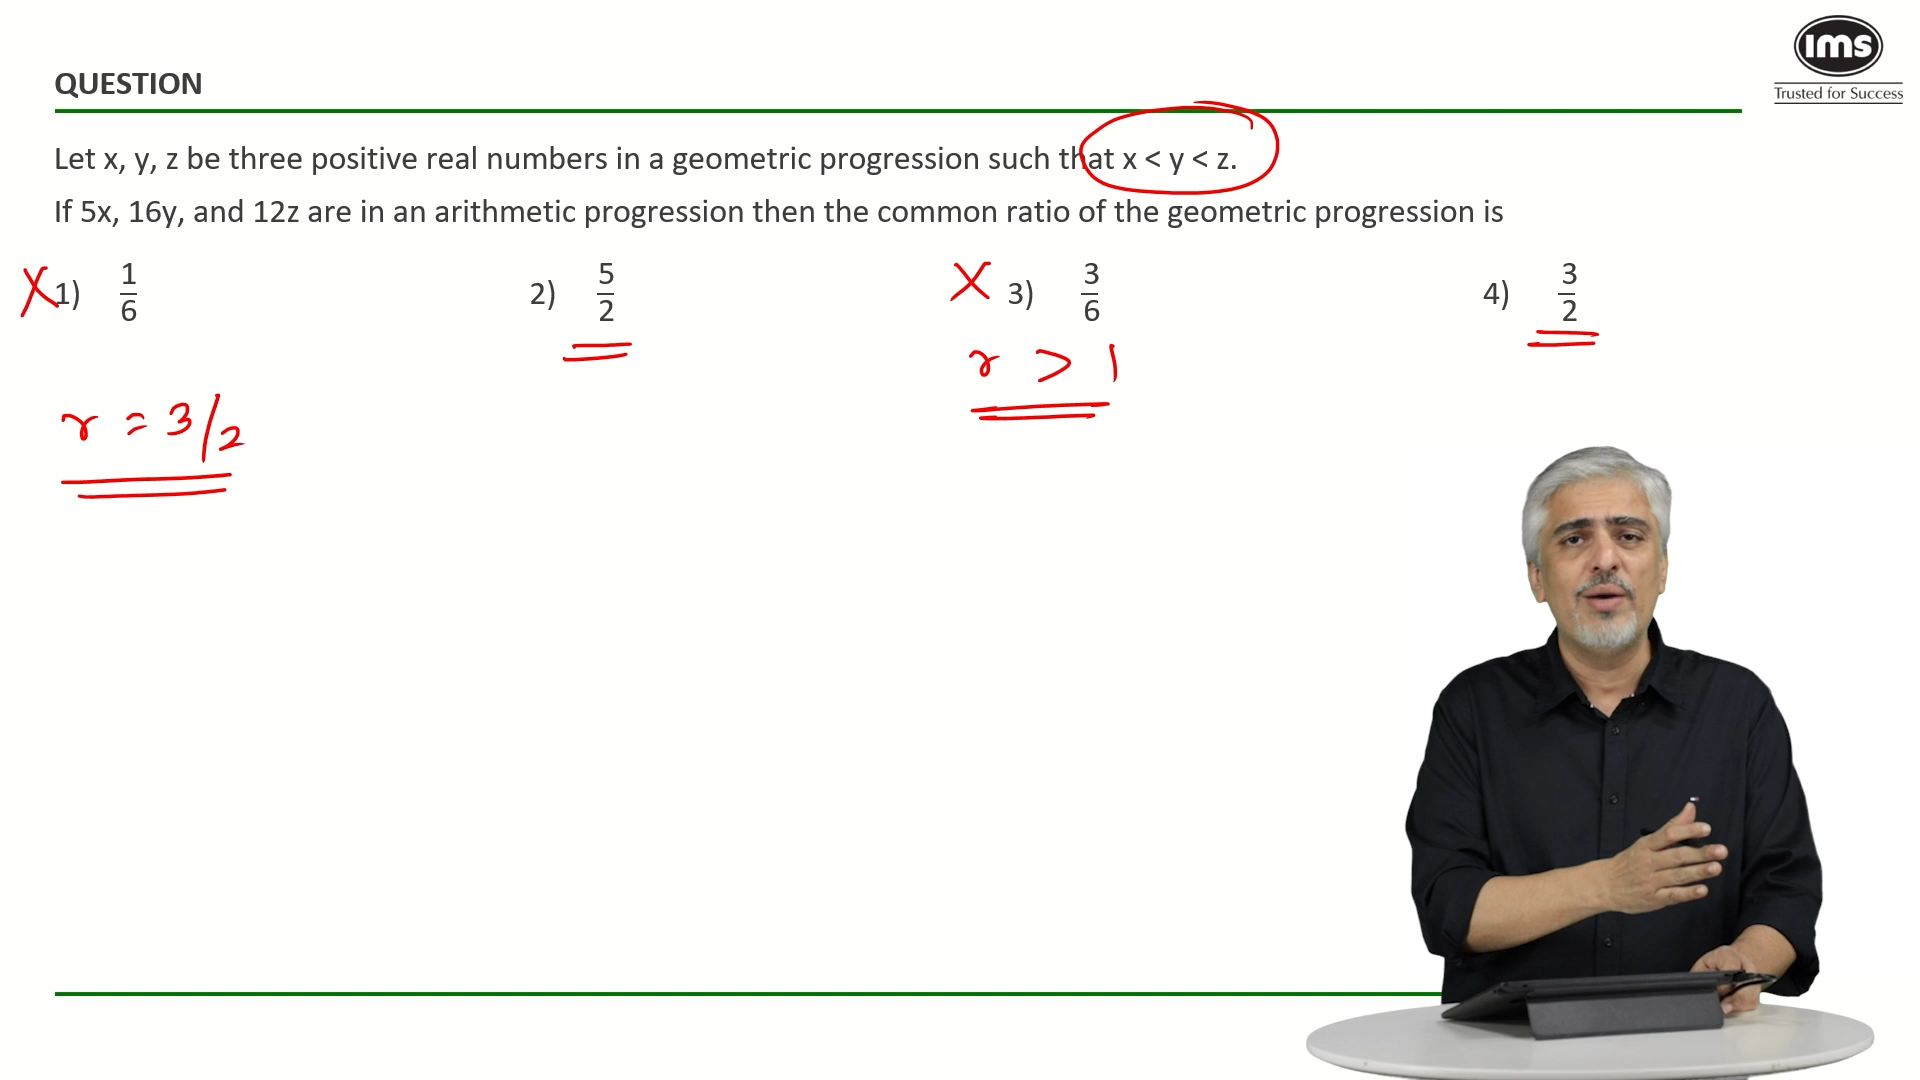 ims
Trusted for Success
QUESTION
Let x, y, z be three positive real numbers in a geometric progression such that x < y < z.
If 5x, 16y, and 12z are in an arithmetic progression then the common ratio of the geometric progression is
X 1) 1/6 2) 5/2 X 3) 3/6 4) 3/2
r > 1
r = 3/2